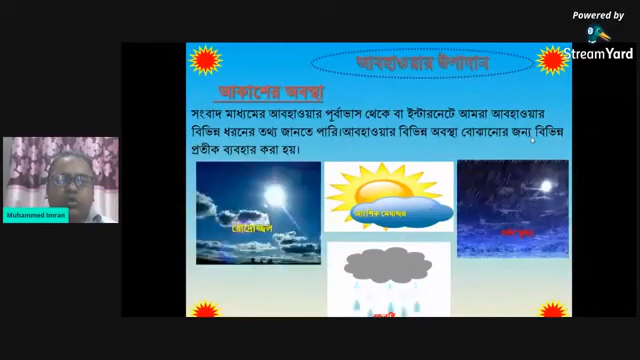 Powered by
StreamYard
আবহাওয়ার উপাদান
আকাশের অবস্থা
সংবাদ মাধ্যমের আবহাওয়ার পূর্বাভাস থেকে বা ইন্টারনেটে আমরা আবহাওয়ার
বিভিন্ন ধরনের তথ্য জানতে পারি।আবহাওয়ার বিভিন্ন অবস্থা বোঝানোর জন্য বিভিন্ন
প্রতীক ব্যবহার করা হয়।
আংশিক মেঘাচ্ছন্ন
রৌদ্রোজ্জ্বল
Muhammed Imran